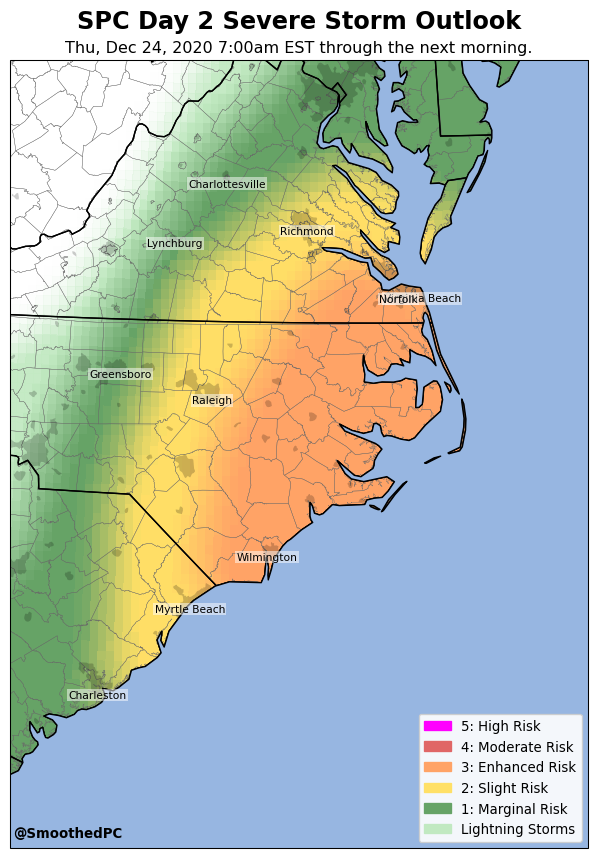 SPC Day 2 Severe Storm Outlook
Thu, Dec 24, 2020 7:00am EST through the next morning.
Charlottesville
Richmond
Lynchburg
Norfolk
Beach
Greensboro
Raleigh
Wilmington
Myrtle Beach
Charleston
5: High Risk
4: Moderate Risk
3: Enhanced Risk
2: Slight Risk
1: Marginal Risk
Lightning Storms
@SmoothedPC